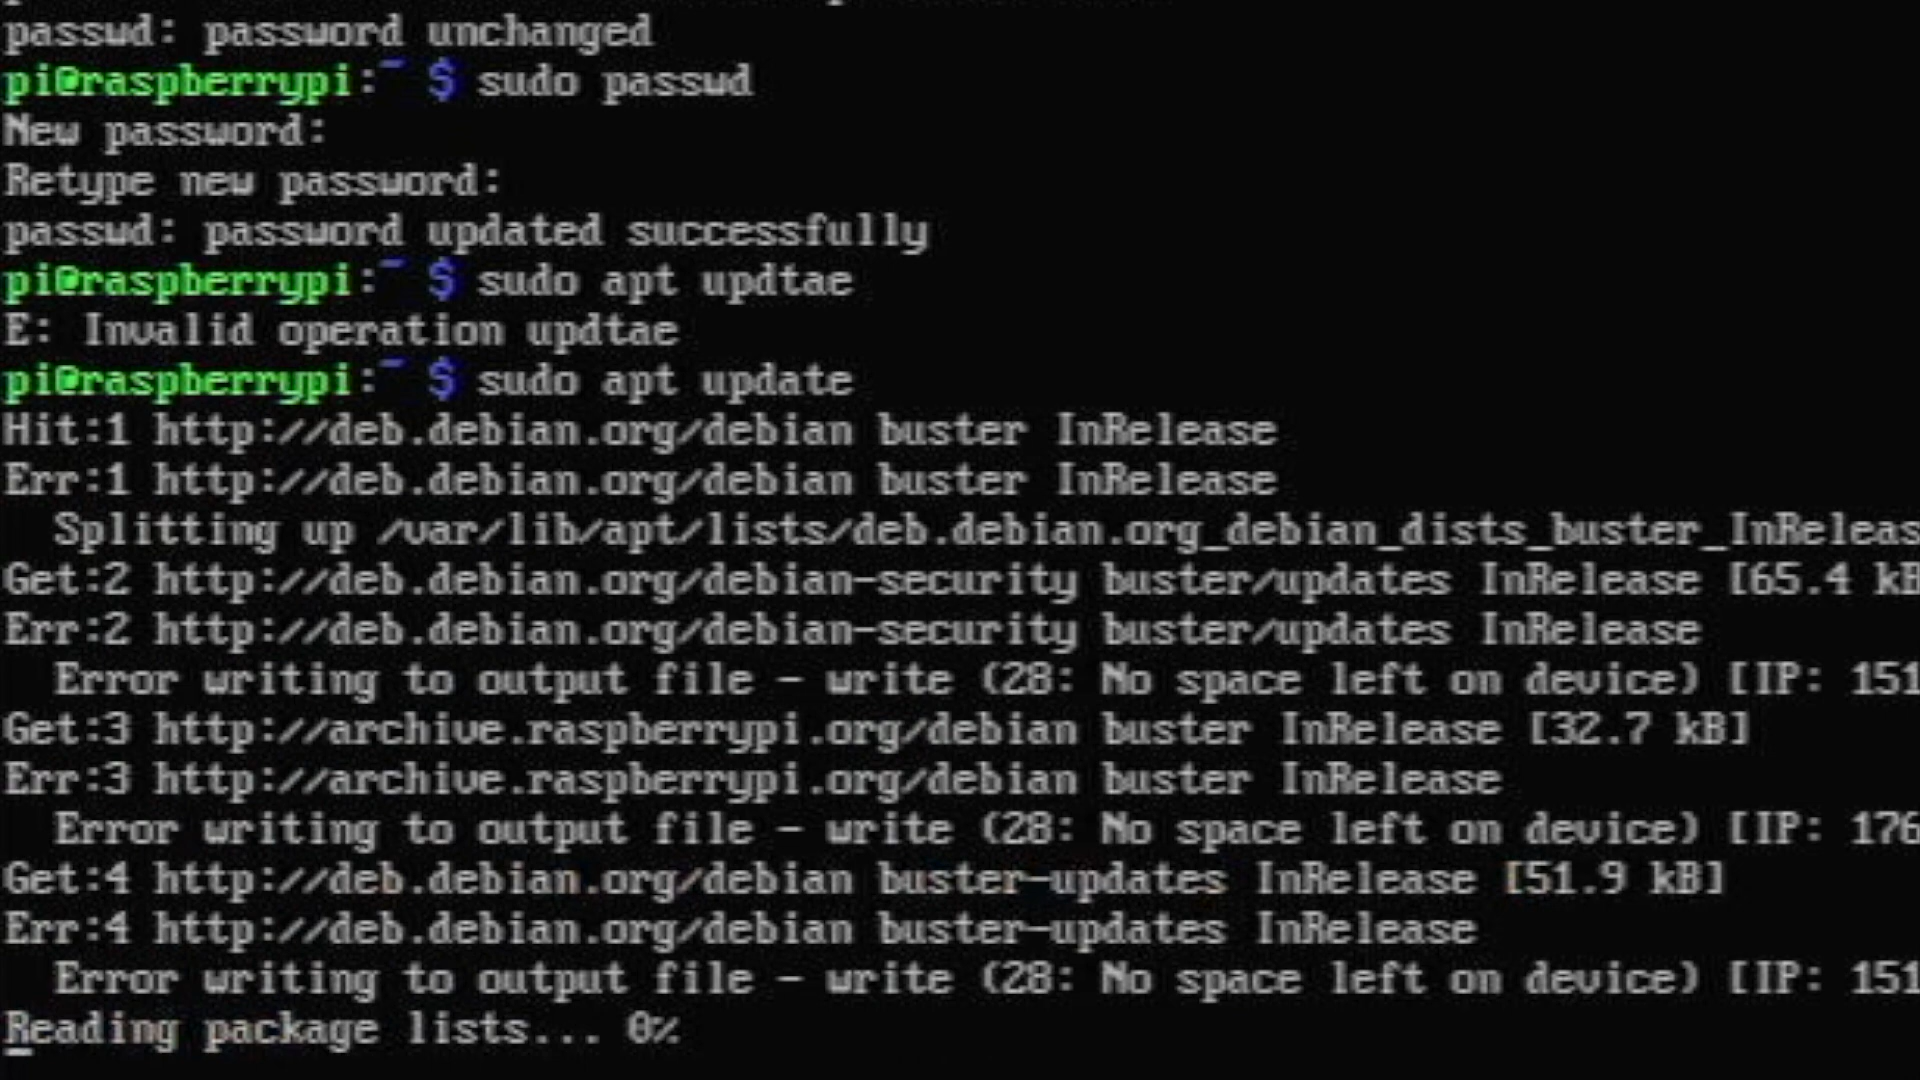 passwd: password unchanged
pi@raspberrypi:~ $ sudo passwd
New password:
Retype new password:
passwd: password updated successfully
pi@raspberrypi:~ $ sudo apt updtae
E: Invalid operation updtae
pi@raspberrypi:~ $ sudo apt update
Hit:1 http://deb.debian.org/debian buster InRelease
Err:1 http://deb.debian.org/debian buster InRelease
  Splitting up /var/lib/apt/lists/deb.debian.org_debian_dists_buster_InReleas
Get:2 http://deb.debian.org/debian-security buster/updates InRelease [65.4 kB
Err:2 http://deb.debian.org/debian-security buster/updates InRelease
  Error writing to output file - write (28: No space left on device) [IP: 151
Get:3 http://archive.raspberrypi.org/debian buster InRelease [32.7 kB]
Err:3 http://archive.raspberrypi.org/debian buster InRelease
  Error writing to output file - write (28: No space left on device) [IP: 176
Get:4 http://deb.debian.org/debian buster-updates InRelease [51.9 kB]
Err:4 http://deb.debian.org/debian buster-updates InRelease
  Error writing to output file - write (28: No space left on device) [IP: 151
Reading package lists... 0%